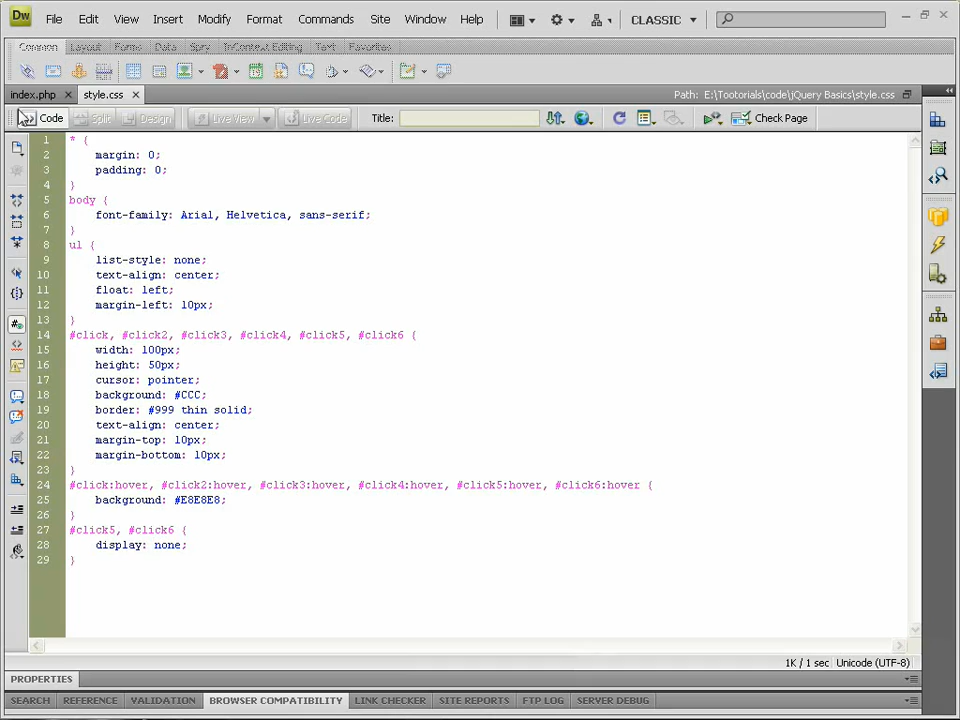 Dw File Edit View Insert Modify Format Commands Site Window Help CLASSIC
Common Layout Forms Data Spry InContext Editing Text Favorites
index.php style.css Path: E:\Tootorials\code\jQuery Basics\style.css
Code Split Design Live View Live Code Title: Check Page
1 * {
2 margin: 0;
3 padding: 0;
4 }
5 body {
6 font-family: Arial, Helvetica, sans-serif;
7 }
8 ul {
9 list-style: none;
10 text-align: center;
11 float: left;
12 margin-left: 10px;
13 }
14 #click, #click2, #click3, #click4, #click5, #click6 {
15 width: 100px;
16 height: 50px;
17 cursor: pointer;
18 background: #CCC;
19 border: #999 thin solid;
20 text-align: center;
21 margin-top: 10px;
22 margin-bottom: 10px;
23 }
24 #click:hover, #click2:hover, #click3:hover, #click4:hover, #click5:hover, #click6:hover {
25 background: #E8E8E8;
26 }
27 #click5, #click6 {
28 display: none;
29 }
1K / 1 sec Unicode (UTF-8)
PROPERTIES
SEARCH REFERENCE VALIDATION BROWSER COMPATIBILITY LINK CHECKER SITE REPORTS FTP LOG SERVER DEBUG